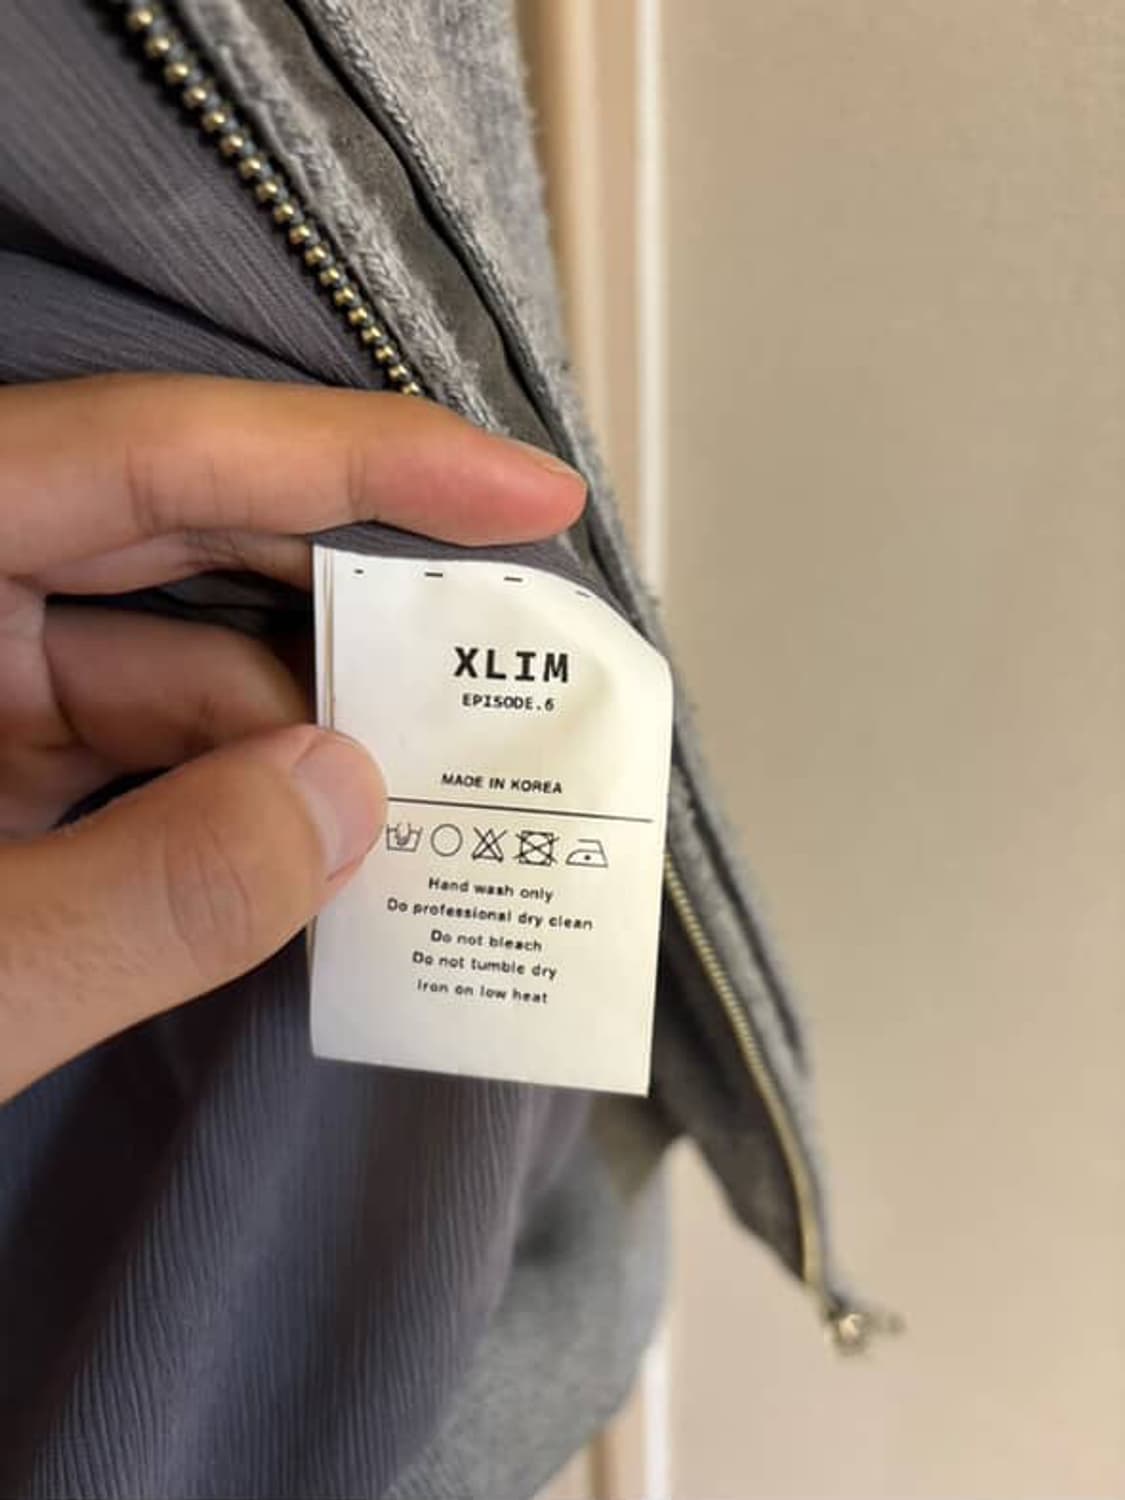 XLIM
EPISODE.6
MADE IN KOREA
Hand wash only
Do professional dry clean
Do not bleach
Do not tumble dry
Iron on low heat